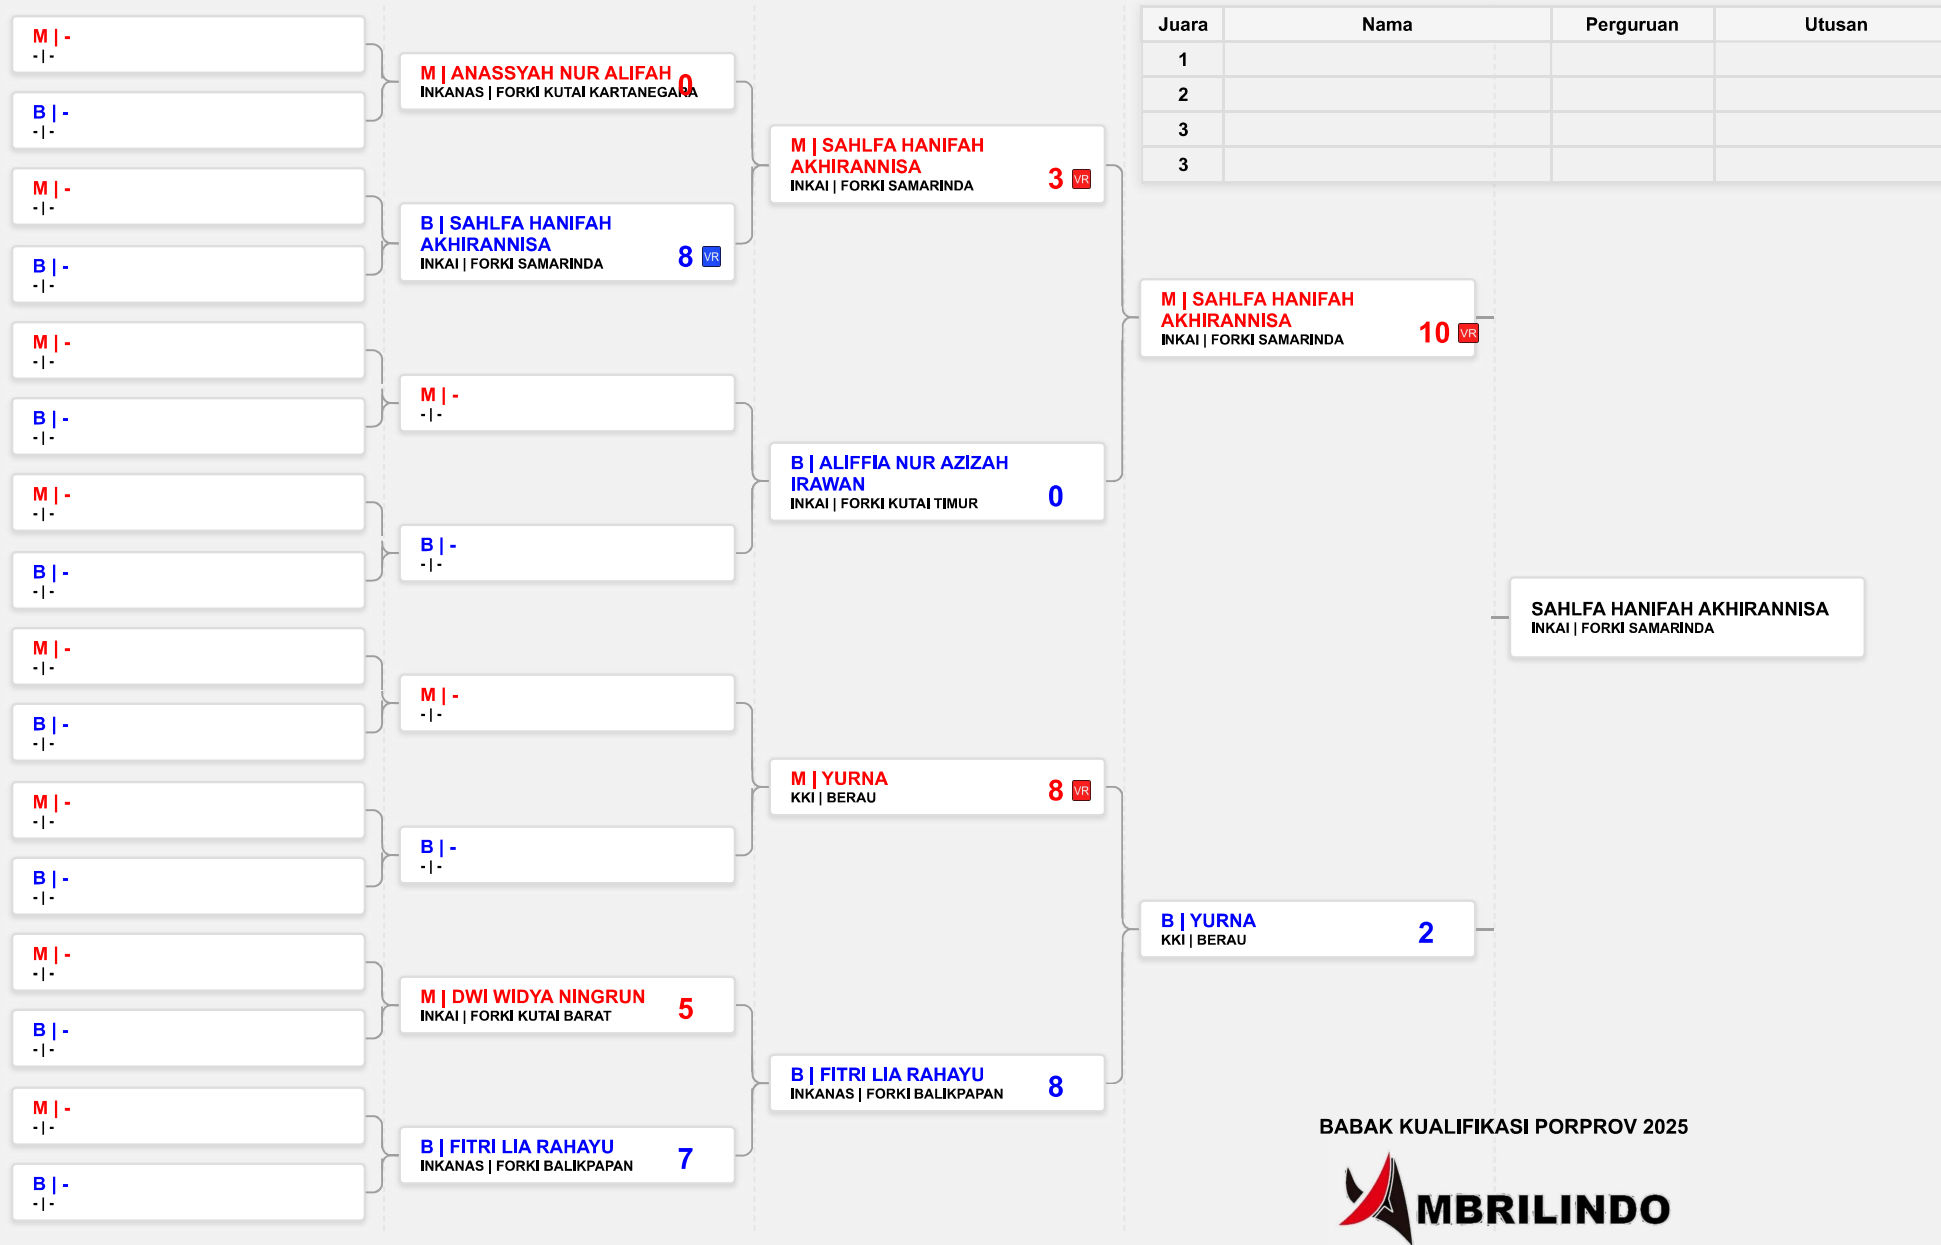 M | -
- | -
B | -
- | -
M | -
- | -
B | -
- | -
M | -
- | -
B | -
- | -
M | -
- | -
B | -
- | -
M | -
- | -
B | -
- | -
M | -
- | -
B | -
- | -
M | -
- | -
B | -
- | -
M | -
- | -
B | -
- | -
M | ANASSYAH NUR ALIFAH 0
INKANAS | FORKI KUTAI KARTANEGARA
B | SAHLFA HANIFAH
AKHIRANNISA
INKAI | FORKI SAMARINDA 8 VR
M | -
- | -
B | -
- | -
M | -
- | -
B | -
- | -
M | DWI WIDYA NINGRUN 5
INKAI | FORKI KUTAI BARAT
B | FITRI LIA RAHAYU 7
INKANAS | FORKI BALIKPAPAN
M | SAHLFA HANIFAH
AKHIRANNISA
INKAI | FORKI SAMARINDA 3 VR
B | ALIFFIA NUR AZIZAH
IRAWAN
INKAI | FORKI KUTAI TIMUR 0
M | YURNA 8 VR
KKI | BERAU
B | FITRI LIA RAHAYU 8
INKANAS | FORKI BALIKPAPAN
M | SAHLFA HANIFAH
AKHIRANNISA
INKAI | FORKI SAMARINDA 10 VR
B | YURNA 2
KKI | BERAU
SAHLFA HANIFAH AKHIRANNISA
INKAI | FORKI SAMARINDA
Juara Nama Perguruan Utusan
1
2
3
3
BABAK KUALIFIKASI PORPROV 2025
MBRILINDO